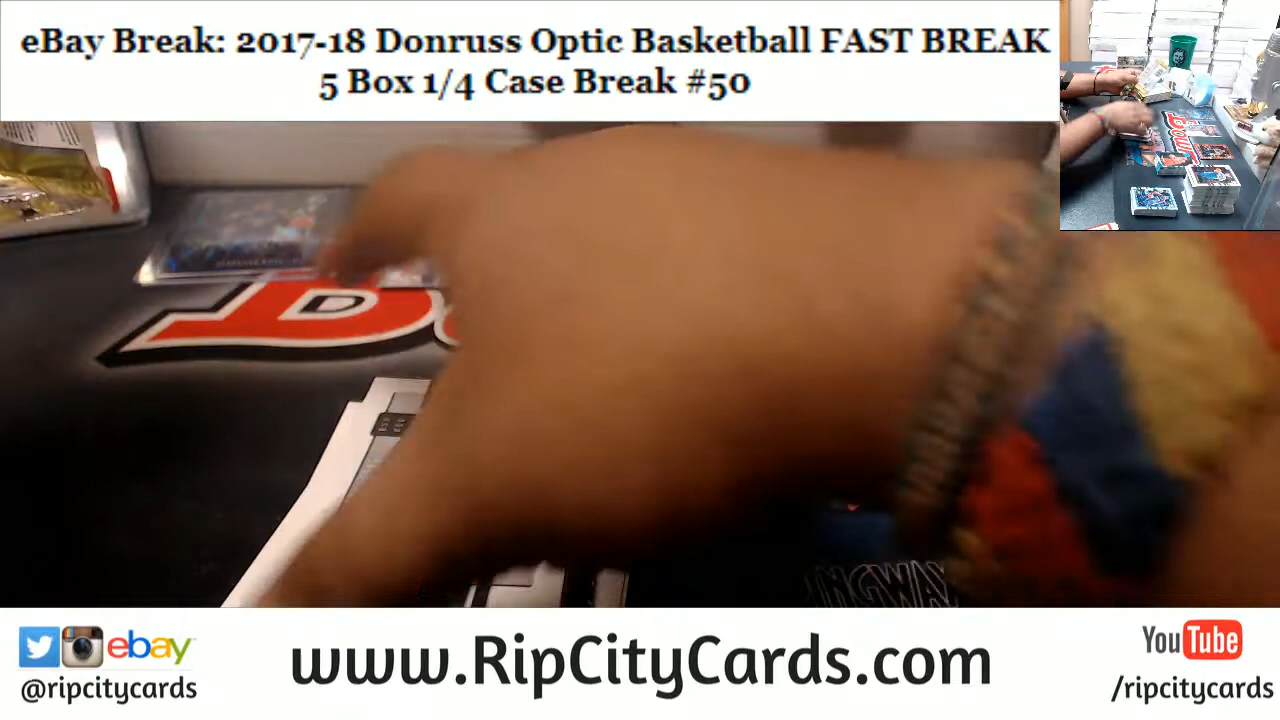 eBay Break: 2017-18 Donruss Optic Basketball FAST BREAK
5 Box 1/4 Case Break #50
ebay
@ripcitycards
www.RipCityCards.com
YouTube
/ripcitycards